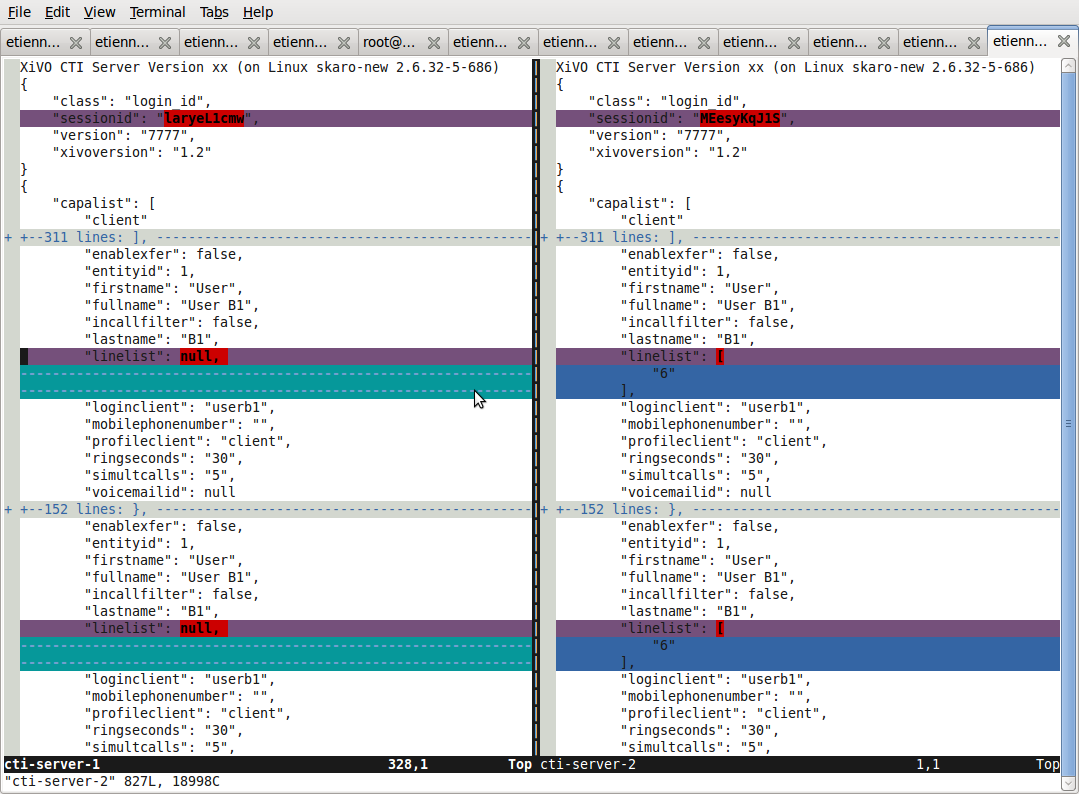 File Edit View Terminal Tabs Help
etienn... etienn... etienn... etienn... root@... etienn... etienn... etienn... etienn... etienn... etienn... etienn...
XiVO CTI Server Version xx (on Linux skaro-new 2.6.32-5-686)
{
"class": "login_id",
"sessionid": "laryeL1cmw",
"version": "7777",
"xivoversion": "1.2"
}
{
"capalist": [
"client"
+ +--311 lines: ], -----------------------------------------------
"enablexfer": false,
"entityid": 1,
"firstname": "User",
"fullname": "User B1",
"incallfilter": false,
"lastname": "B1",
"linelist": null,
"loginclient": "userb1",
"mobilephonenumber": "",
"profileclient": "client",
"ringseconds": "30",
"simultcalls": "5",
"voicemailid": null
+ +--152 lines: }, -----------------------------------------------
"enablexfer": false,
"entityid": 1,
"firstname": "User",
"fullname": "User B1",
"incallfilter": false,
"lastname": "B1",
"linelist": null,
"loginclient": "userb1",
"mobilephonenumber": "",
"profileclient": "client",
"ringseconds": "30",
"simultcalls": "5",
cti-server-1 328,1 Top
XiVO CTI Server Version xx (on Linux skaro-new 2.6.32-5-686)
{
"class": "login_id",
"sessionid": "MEesyKqJ1S",
"version": "7777",
"xivoversion": "1.2"
}
{
"capalist": [
"client"
+ +--311 lines: ], ----------------------------------------------
"enablexfer": false,
"entityid": 1,
"firstname": "User",
"fullname": "User B1",
"incallfilter": false,
"lastname": "B1",
"linelist": [
"6"
],
"loginclient": "userb1",
"mobilephonenumber": "",
"profileclient": "client",
"ringseconds": "30",
"simultcalls": "5",
"voicemailid": null
+ +--152 lines: }, ----------------------------------------------
"enablexfer": false,
"entityid": 1,
"firstname": "User",
"fullname": "User B1",
"incallfilter": false,
"lastname": "B1",
"linelist": [
"6"
],
"loginclient": "userb1",
"mobilephonenumber": "",
"profileclient": "client",
"ringseconds": "30",
"simultcalls": "5",
cti-server-2 1,1 Top
"cti-server-2" 827L, 18998C